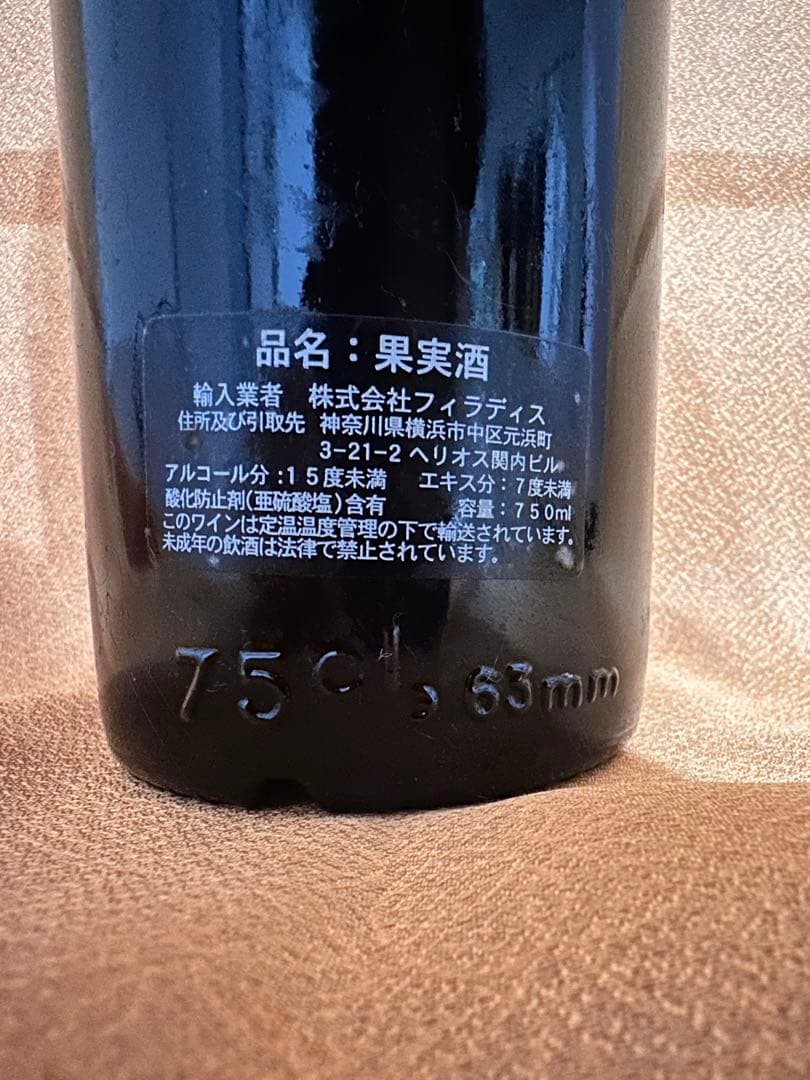 品名：果実酒
輸入業者　株式会社フィラディス
住所及び引取先　神奈川県横浜市中区元浜町
3-21-2 ヘリオス関内ビル
アルコール分：１５度未満　エキス分：７度未満
酸化防止剤(亜硫酸塩)含有　容量：７５０ml
このワインは定温温度管理の下で輸送されています。
未成年の飲酒は法律で禁止されています。
75cl 63mm